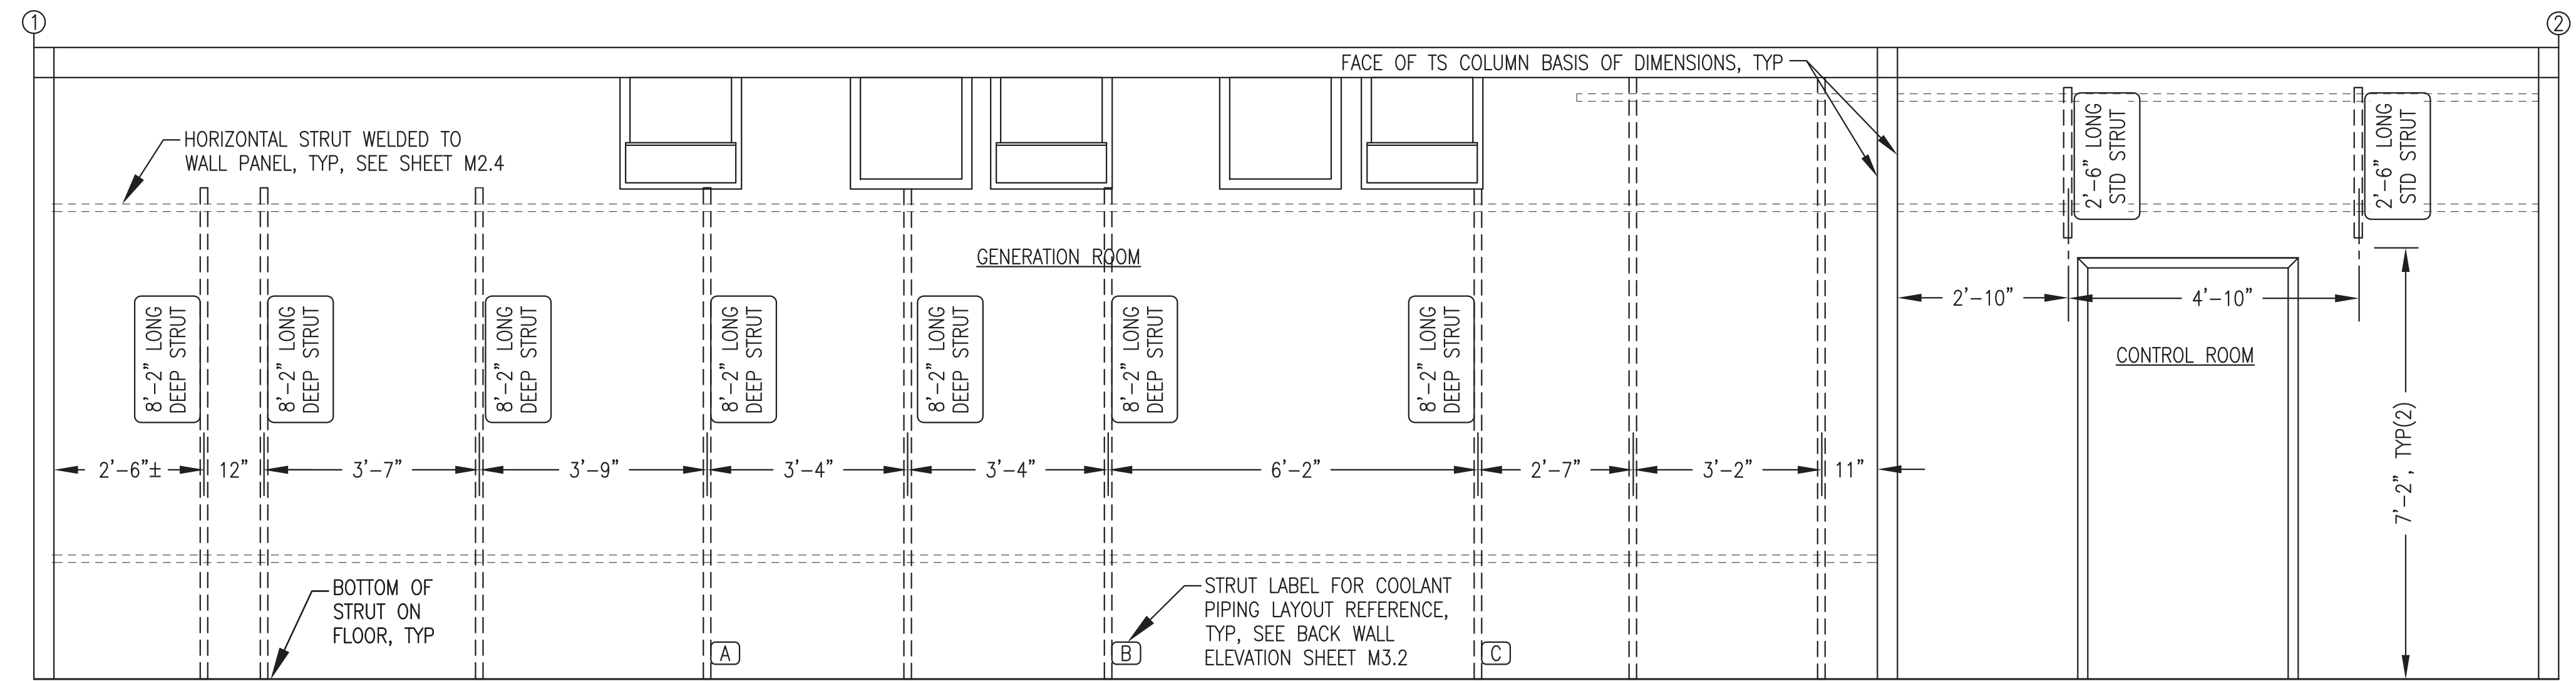 1
2
FACE OF TS COLUMN BASIS OF DIMENSIONS, TYP
HORIZONTAL STRUT WELDED TO
WALL PANEL, TYP, SEE SHEET M2.4
2'-6" LONG
STD STRUT
2'-6" LONG
STD STRUT
GENERATION ROOM
8'-2" LONG
DEEP STRUT
8'-2" LONG
DEEP STRUT
8'-2" LONG
DEEP STRUT
8'-2" LONG
DEEP STRUT
8'-2" LONG
DEEP STRUT
8'-2" LONG
DEEP STRUT
8'-2" LONG
DEEP STRUT
2'-10"
4'-10"
CONTROL ROOM
2'-6"±
12"
3'-7"
3'-9"
3'-4"
3'-4"
6'-2"
2'-7"
3'-2"
11"
7'-2", TYP(2)
BOTTOM OF
STRUT ON
FLOOR, TYP
STRUT LABEL FOR COOLANT
PIPING LAYOUT REFERENCE,
TYP, SEE BACK WALL
ELEVATION SHEET M3.2
A
B
C